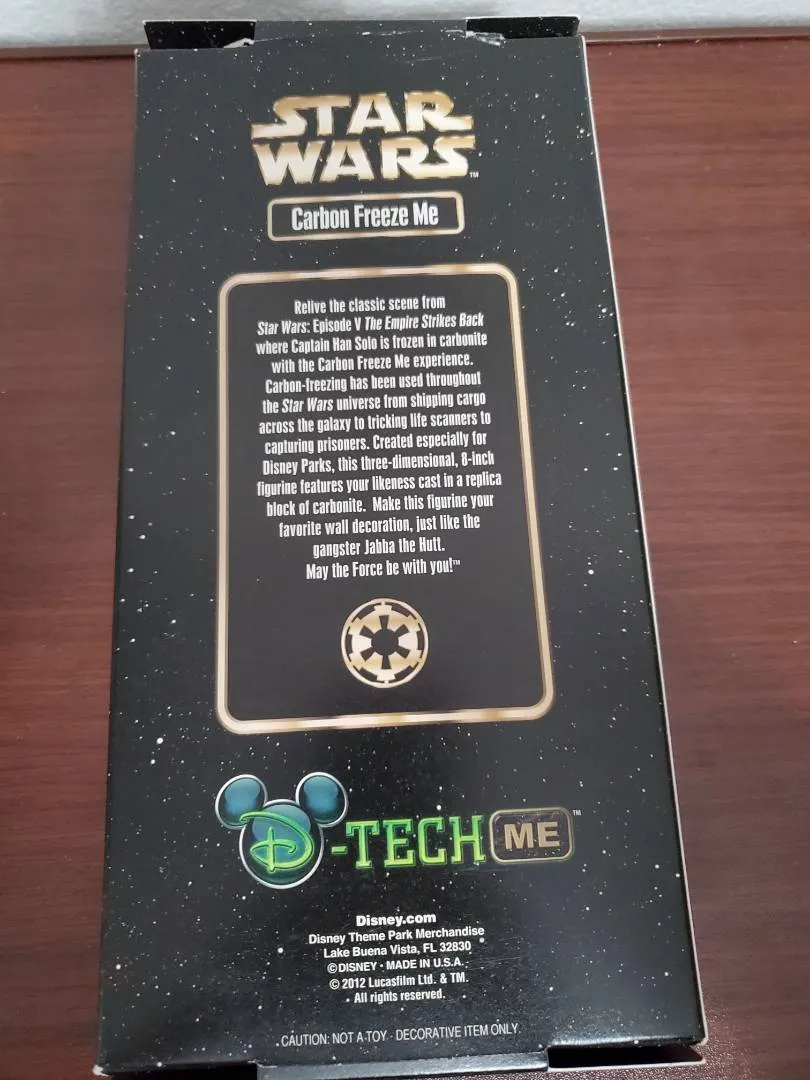 STAR
WARS™
Carbon Freeze Me
Relive the classic scene from
Star Wars: Episode V The Empire Strikes Back
where Captain Han Solo is frozen in carbonite
with the Carbon Freeze Me experience.
Carbon-freezing has been used throughout
the Star Wars universe from shipping cargo
across the galaxy to tricking life scanners to
capturing prisoners. Created especially for
Disney Parks, this three-dimensional, 8-inch
figurine features your likeness cast in a replica
block of carbonite. Make this figurine your
favorite wall decoration, just like the
gangster Jabba the Hutt.
May the Force be with you!™
D-TECH ME™
Disney.com
Disney Theme Park Merchandise
Lake Buena Vista, FL 32830
©DISNEY • MADE IN U.S.A.
© 2012 Lucasfilm Ltd. & TM.
All rights reserved.
CAUTION: NOT A TOY - DECORATIVE ITEM ONLY.